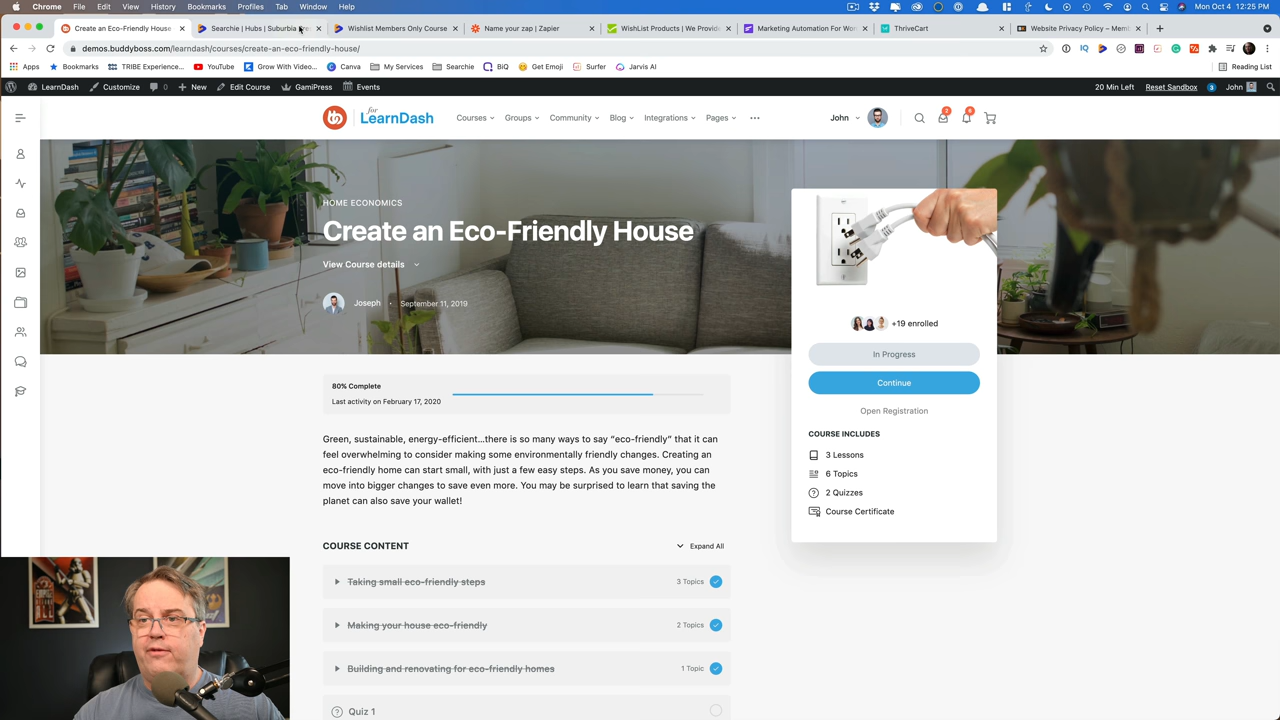 Chrome File Edit View History Bookmarks Profiles Tab Window Help Mon Oct 4 12:25 PM
Create an Eco-Friendly House Searchie | Hubs | Suburbia Wishlist Members Only Course Name your zap | Zapier WishList Products | We Provid Marketing Automation For Wo ThriveCart Website Privacy Policy – Mem
demos.buddyboss.com/learndash/courses/create-an-eco-friendly-house/
Apps Bookmarks TRIBE Experience... YouTube Grow With Video... Canva My Services Searchie BiQ Get Emoji Surfer Jarvis AI Reading List
LearnDash Customize 0 New Edit Course GamiPress Events 20 Min Left Reset Sandbox 3 John
for
LearnDash Courses Groups Community Blog Integrations Pages John 2 6
HOME ECONOMICS
Create an Eco-Friendly House
View Course details
Joseph · September 11, 2019
+19 enrolled
In Progress
Continue
Open Registration
COURSE INCLUDES
3 Lessons
6 Topics
2 Quizzes
Course Certificate
80% Complete
Last activity on February 17, 2020
Green, sustainable, energy-efficient...there is so many ways to say “eco-friendly” that it can
feel overwhelming to consider making some environmentally friendly changes. Creating an
eco-friendly home can start small, with just a few easy steps. As you save money, you can
move into bigger changes to save even more. You may be surprised to learn that saving the
planet can also save your wallet!
COURSE CONTENT Expand All
Taking small eco-friendly steps 3 Topics
Making your house eco-friendly 2 Topics
Building and renovating for eco-friendly homes 1 Topic
Quiz 1